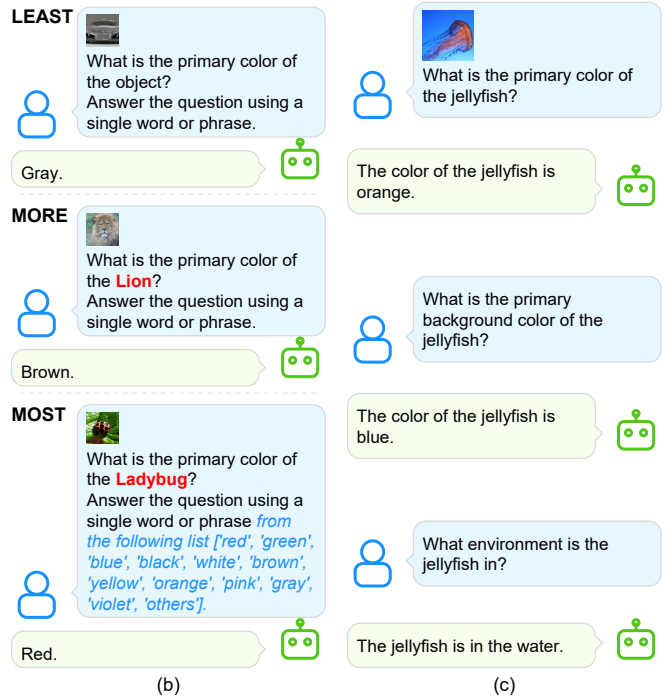 LEAST
What is the primary color of
the object?
Answer the question using a
single word or phrase.
Gray.
MORE
What is the primary color of
the Lion?
Answer the question using a
single word or phrase.
Brown.
MOST
What is the primary color of
the Ladybug?
Answer the question using a
single word or phrase from
the following list ['red', 'green',
'blue', 'black', 'white', 'brown',
'yellow', 'orange', 'pink', 'gray',
'violet', 'others'].
Red.
(b)
What is the primary color of
the jellyfish?
The color of the jellyfish is
orange.
What is the primary
background color of the
jellyfish?
The color of the jellyfish is
blue.
What environment is the
jellyfish in?
The jellyfish is in the water.
(c)